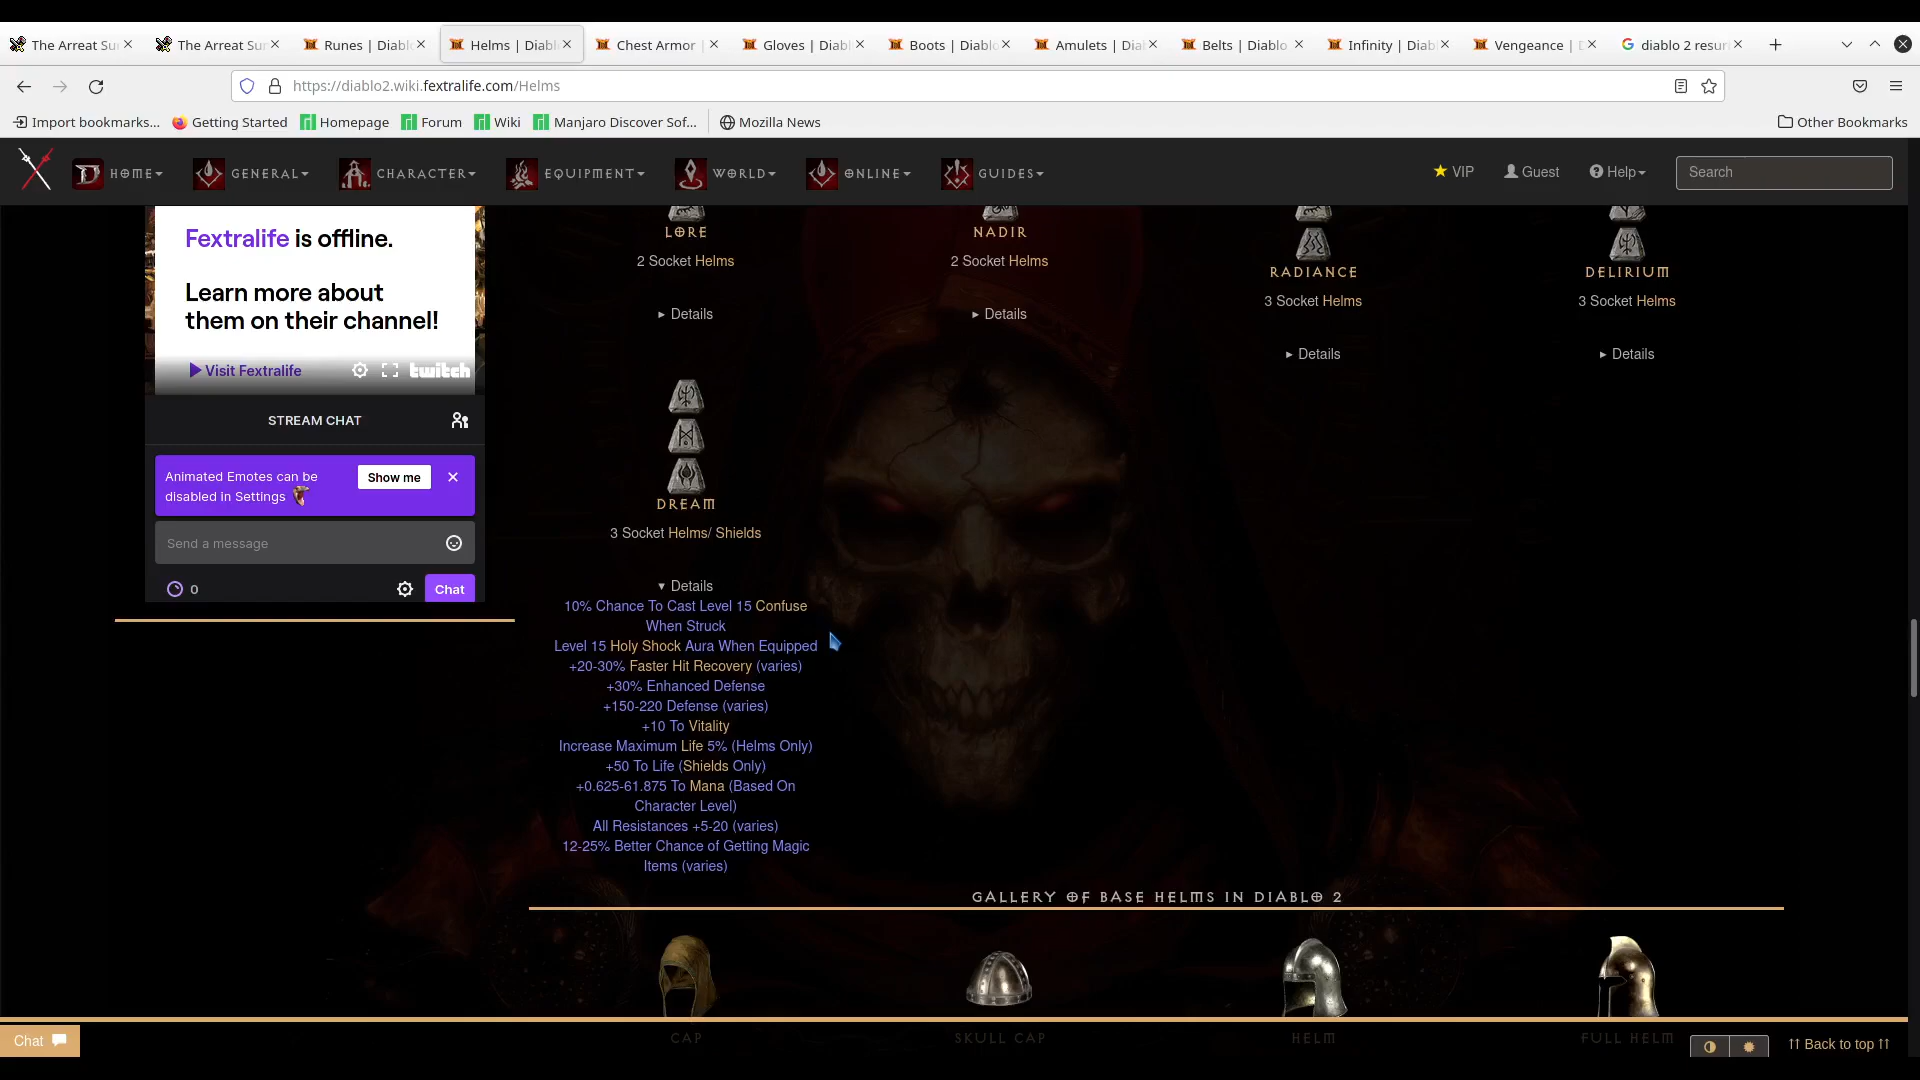 The Arreat Su
The Arreat Su
Runes | Diabl
Helms | Diabl
Chest Armor |
Gloves | Diabl
Boots | Diablo
Amulets | Dia
Belts | Diablo
Infinity | Diab
Vengeance | D
diablo 2 resur
https://diablo2.wiki.fextralife.com/Helms
Import bookmarks...
Getting Started
Homepage
Forum
Wiki
Manjaro Discover Sof...
Mozilla News
Other Bookmarks
HOME
GENERAL
CHARACTER
EQUIPMENT
WORLD
ONLINE
GUIDES
VIP
Guest
Help
Search
Fextralife is offline.
Learn more about
them on their channel!
Visit Fextralife
twitch
STREAM CHAT
Animated Emotes can be
disabled in Settings
Show me
Send a message
0
Chat
LORE
2 Socket Helms
Details
NADIR
2 Socket Helms
Details
RADIANCE
3 Socket Helms
Details
DELIRIUM
3 Socket Helms
Details
DREAM
3 Socket Helms/ Shields
Details
10% Chance To Cast Level 15 Confuse
When Struck
Level 15 Holy Shock Aura When Equipped
+20-30% Faster Hit Recovery (varies)
+30% Enhanced Defense
+150-220 Defense (varies)
+10 To Vitality
Increase Maximum Life 5% (Helms Only)
+50 To Life (Shields Only)
+0.625-61.875 To Mana (Based On
Character Level)
All Resistances +5-20 (varies)
12-25% Better Chance of Getting Magic
Items (varies)
GALLERY OF BASE HELMS IN DIABLO 2
CAP
SKULL CAP
HELM
FULL HELM
Chat
Back to top